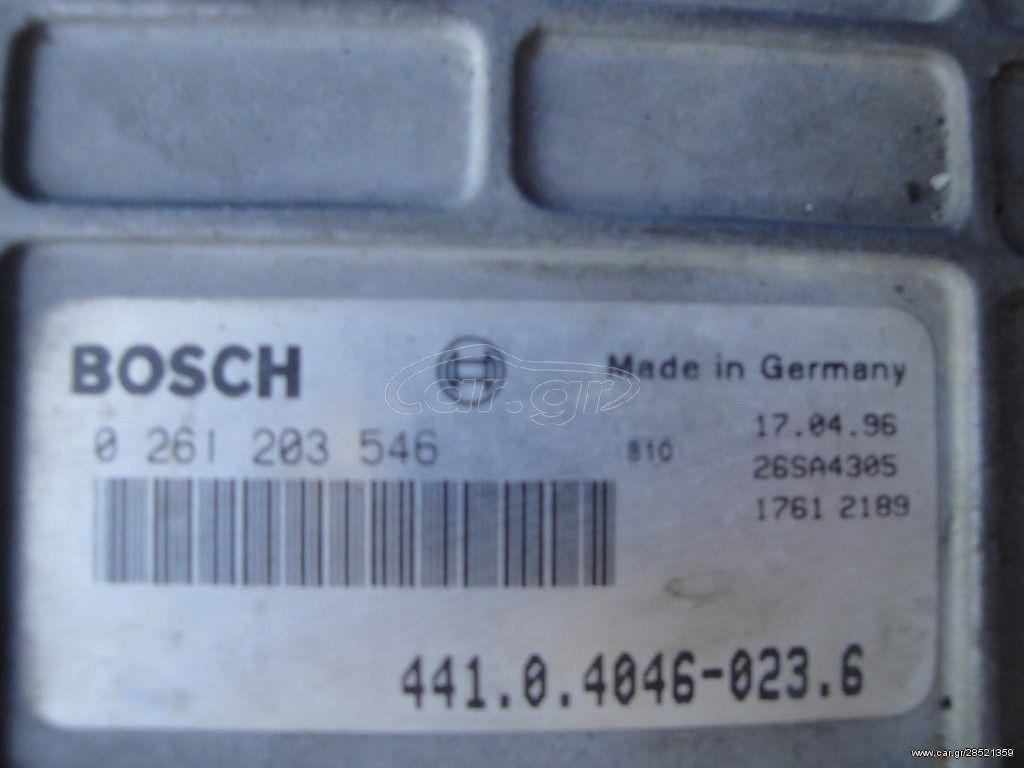 BOSCH
Made in Germany
car.gr
0 261 203 546
810
17.04.96
26SA4305
1761 2189
441.0.4046-023.6
www.car.gr/28521359